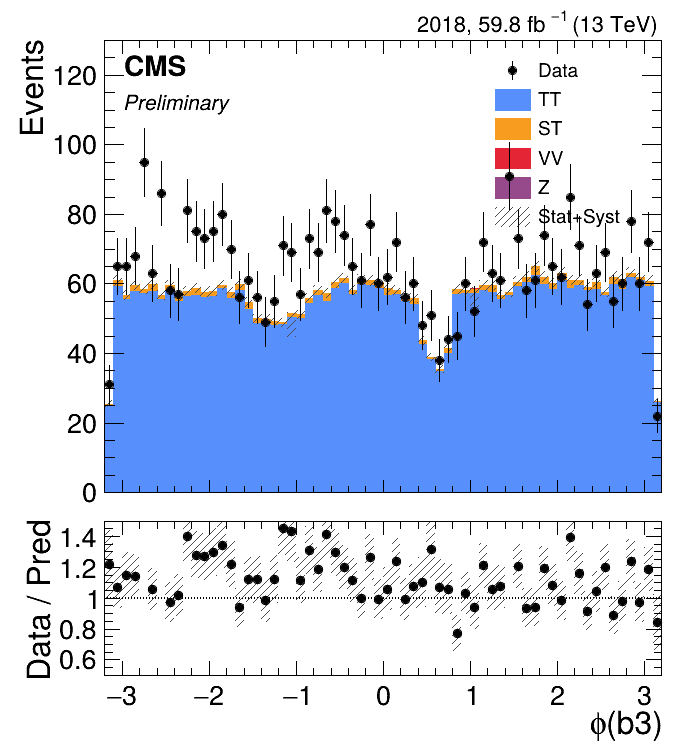 2018, 59.8 fb⁻¹ (13 TeV)
Events
CMS
Preliminary
Data
TT
ST
VV
Z
Stat+Syst
120
100
80
60
40
20
0
Data / Pred
1.4
1.2
1
0.8
0.6
−3 −2 −1 0 1 2 3
ϕ(b3)